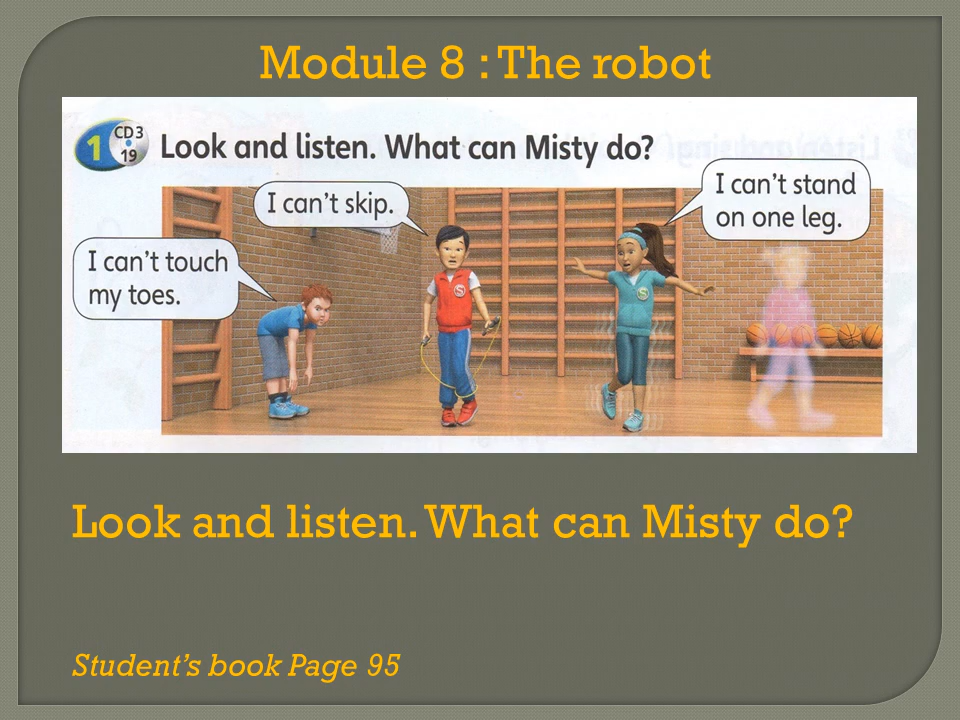 Module 8 : The robot
1 CD3 19 Look and listen. What can Misty do?
I can't skip.
I can't stand
on one leg.
I can't touch
my toes.
S
S
Look and listen. What can Misty do?
Student's book Page 95